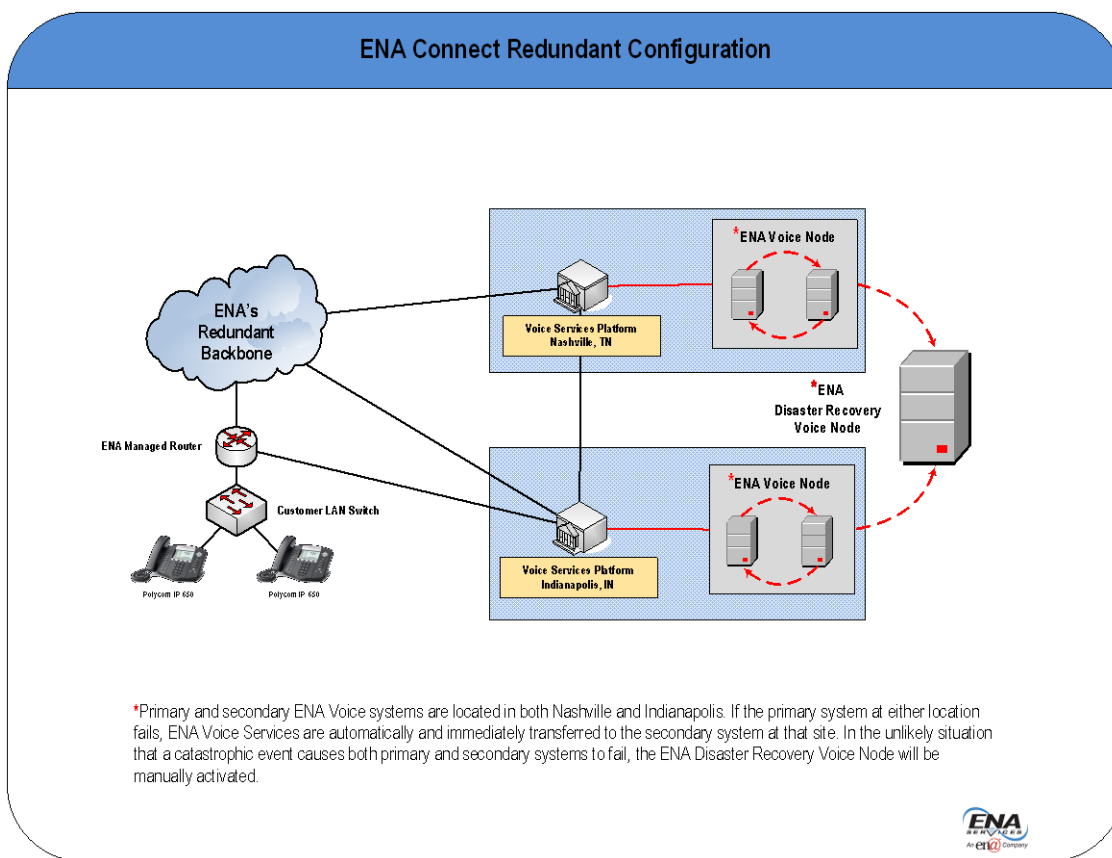 ENA Connect Redundant Configuration
*ENA Voice Node
ENA's
Redundant
Backbone
Voice Services Platform
Nashville, TN
*ENA
Disaster Recovery
Voice Node
ENA Managed Router
*ENA Voice Node
Customer LAN Switch
Voice Services Platform
Indianapolis, IN
Polycom IP 650
Polycom IP 650
*Primary and secondary ENA Voice systems are located in both Nashville and Indianapolis. If the primary system at either location
fails, ENA Voice Services are automatically and immediately transferred to the secondary system at that site. In the unlikely situation
that a catastrophic event causes both primary and secondary systems to fail, the ENA Disaster Recovery Voice Node will be
manually activated.
ENA
SERVICES
An en@ Company